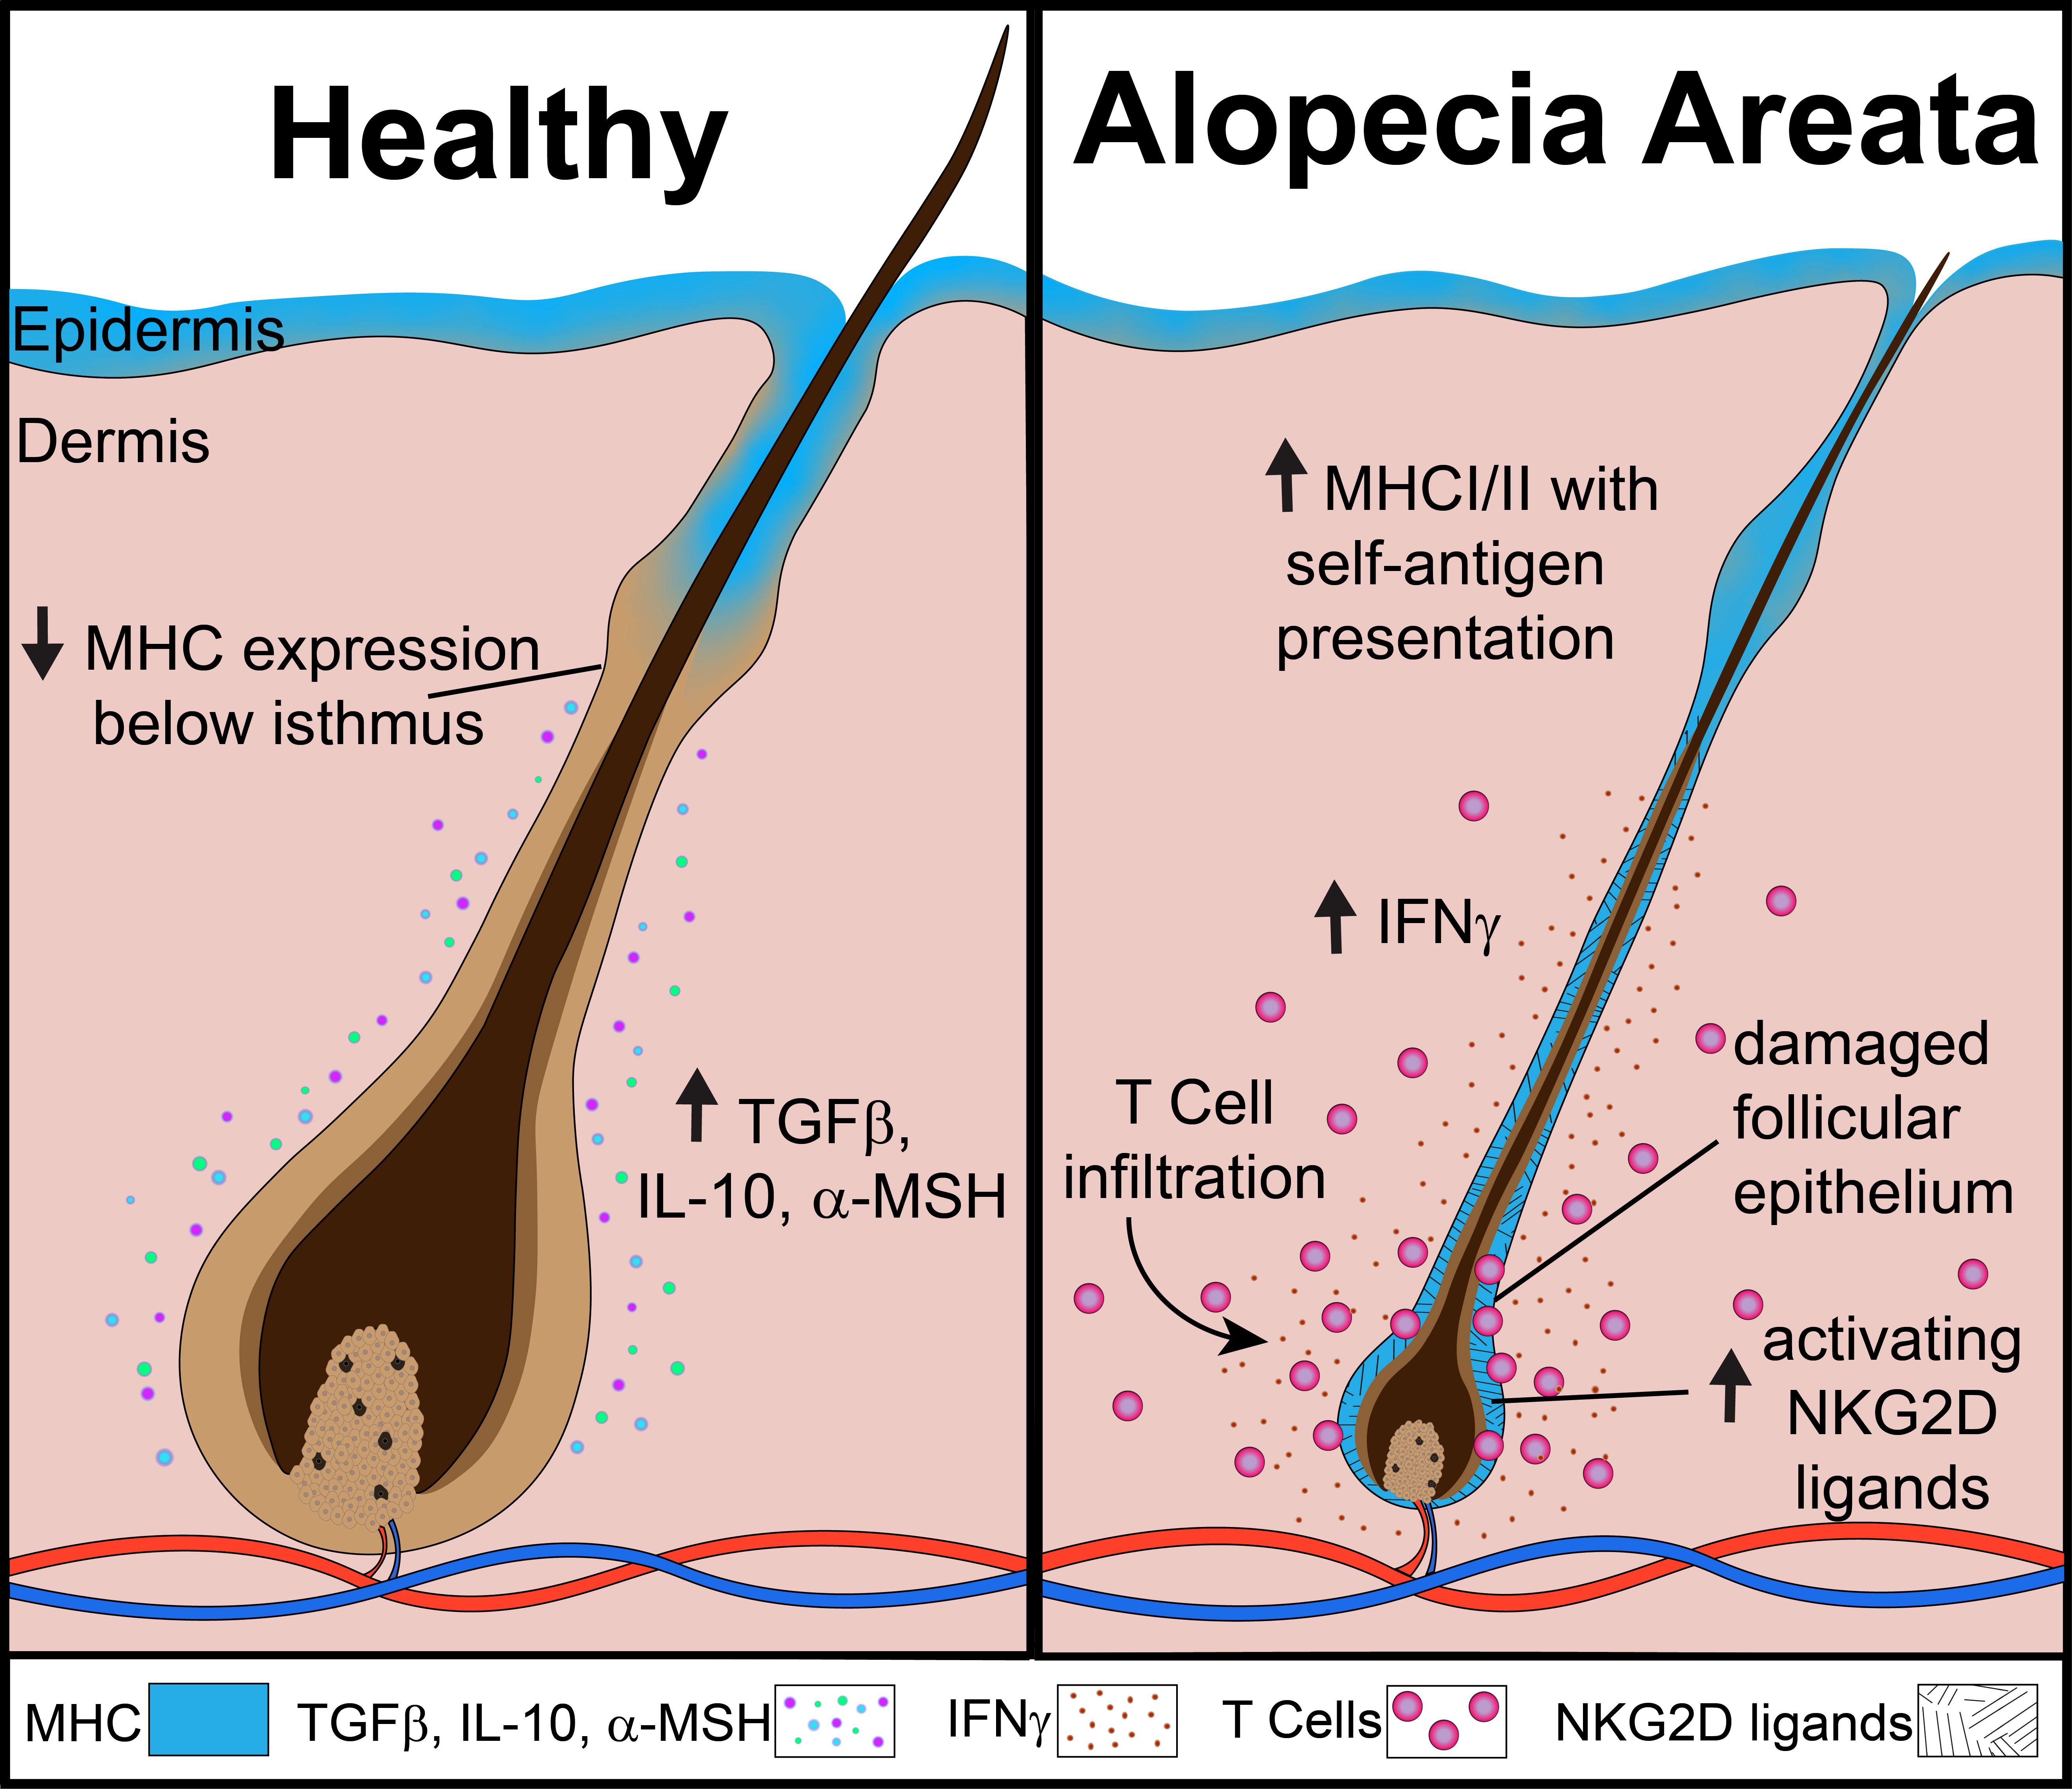 Healthy
Epidermis
Dermis
MHC expression
below isthmus
TGFβ,
IL-10, α-MSH
Alopecia Areata
MHCI/II with
self-antigen
presentation
IFNγ
T Cell
infiltration
damaged
follicular
epithelium
activating
NKG2D
ligands
MHC
TGFβ, IL-10, α-MSH
IFNγ
T Cells
NKG2D ligands